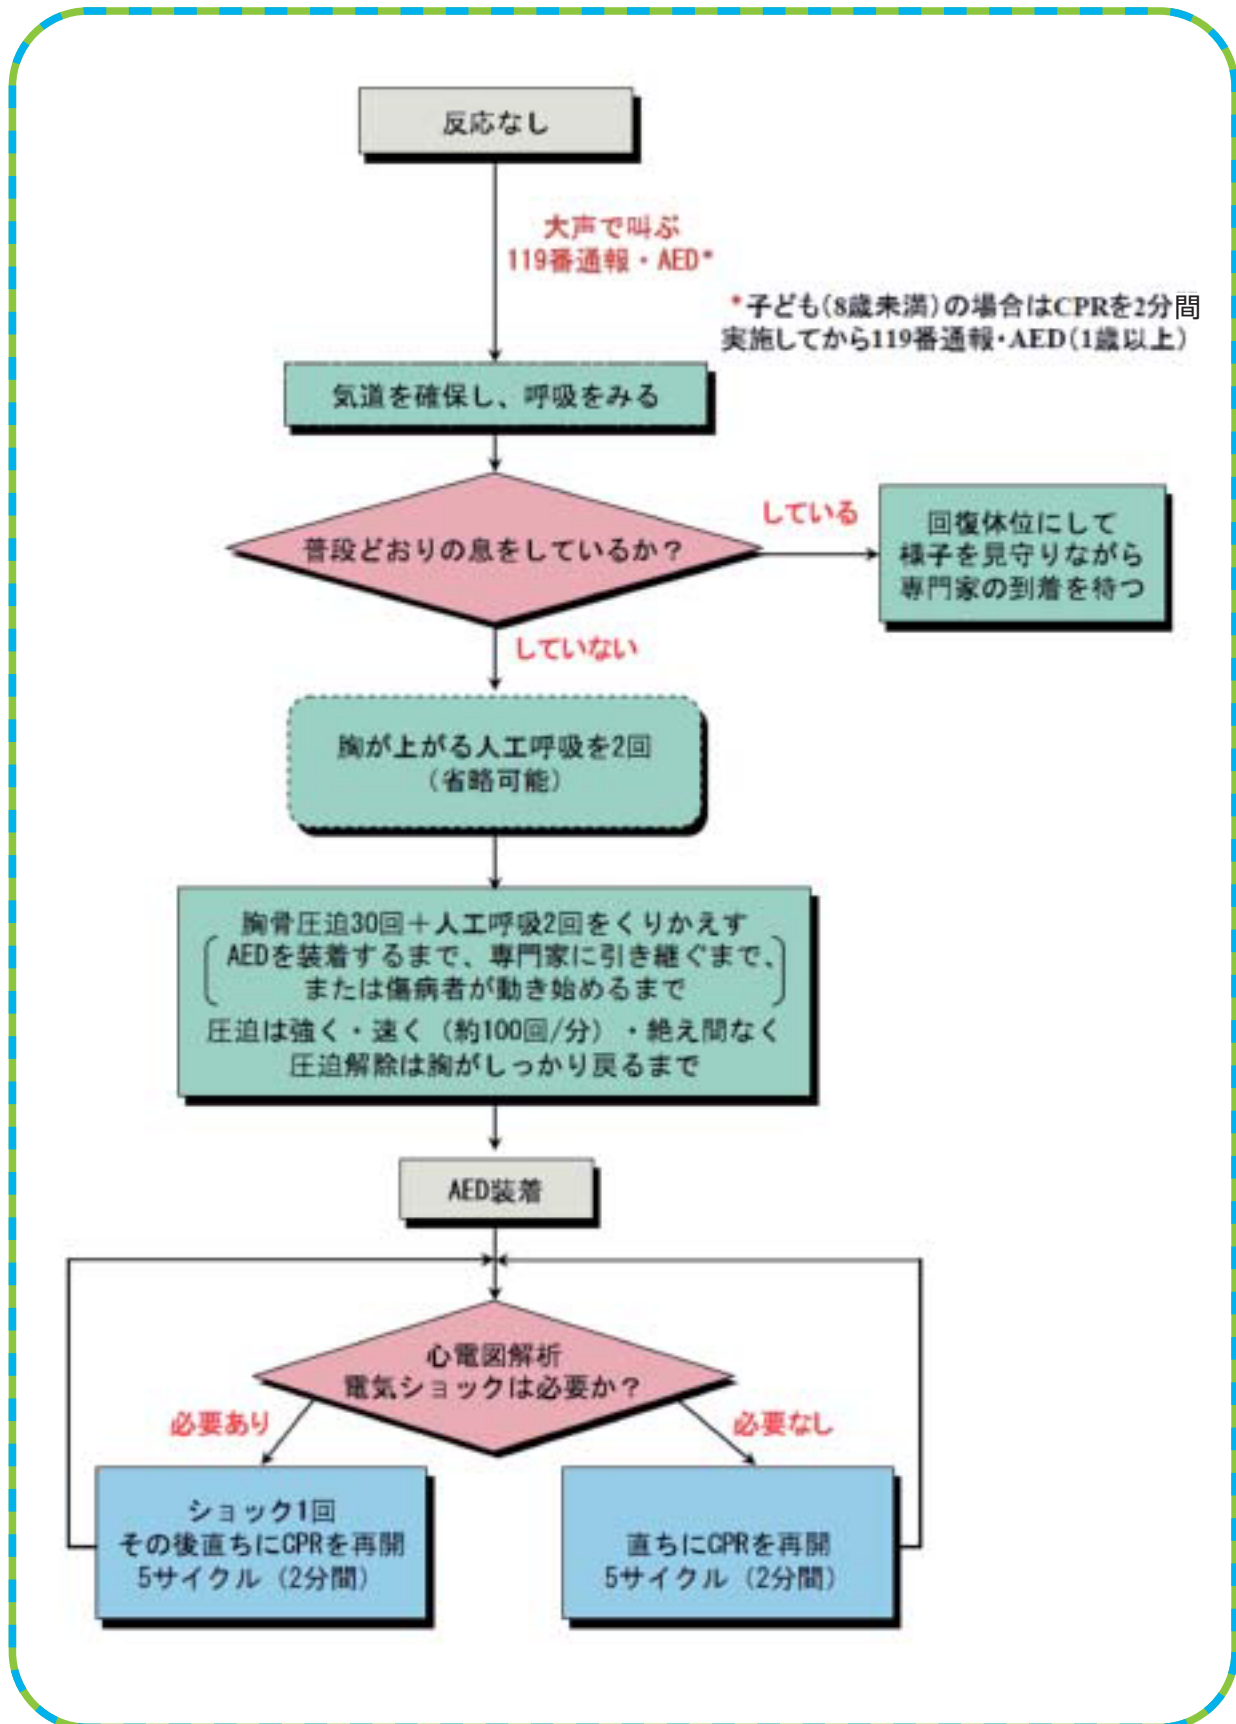 反応なし
大声で叫ぶ
119番通報・AED*
*子ども(8歳未満)の場合はCPRを2分間
実施してから119番通報・AED(1歳以上)
気道を確保し、呼吸をみる
普段どおりの息をしているか？
している
回復体位にして
様子を見守りながら
専門家の到着を待つ
していない
胸が上がる人工呼吸を2回
（省略可能）
胸骨圧迫30回＋人工呼吸2回をくりかえす
AEDを装着するまで、専門家に引き継ぐまで、
または傷病者が動き始めるまで
圧迫は強く・速く（約100回/分）・絶え間なく
圧迫解除は胸がしっかり戻るまで
AED装着
心電図解析
電気ショックは必要か？
必要あり
必要なし
ショック1回
その後直ちにCPRを再開
5サイクル（2分間）
直ちにCPRを再開
5サイクル（2分間）